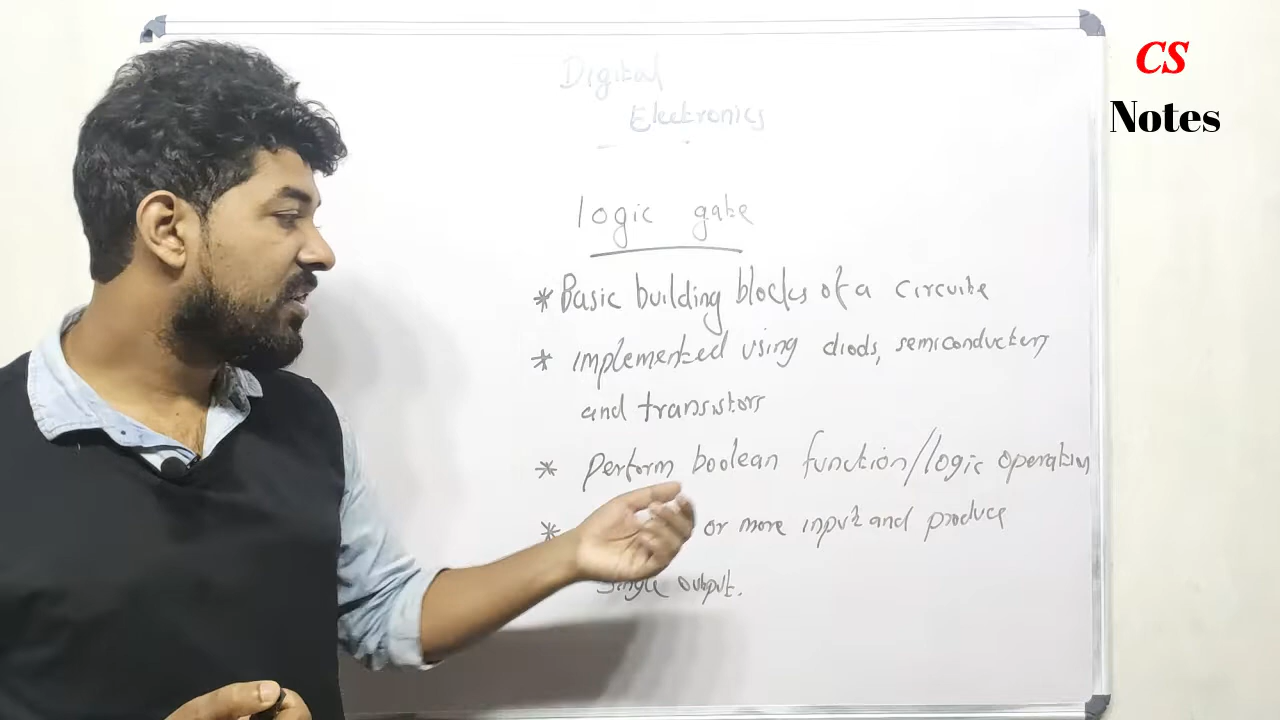 Digital
Electronics
logic gate
* Basic building blocks of a circuite
* implemented using diods, semiconductors
and transistors
* perform boolean function/logic operation
* or more input and produce
single output.
CS
Notes